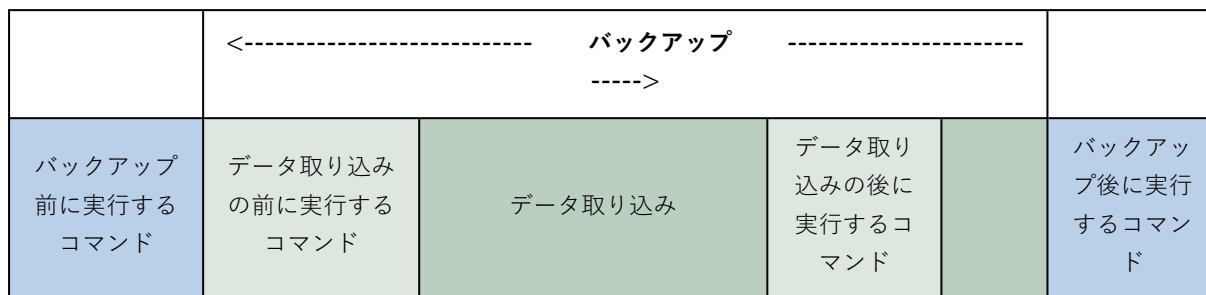 <---------------------------- バックアップ -----------------------
----->
バックアップ
前に実行する
コマンド
データ取り込み
の前に実行する
コマンド
データ取り込み
データ取り
込みの後に
実行するコ
マンド
バックアッ
プ後に実行
するコマン
ド